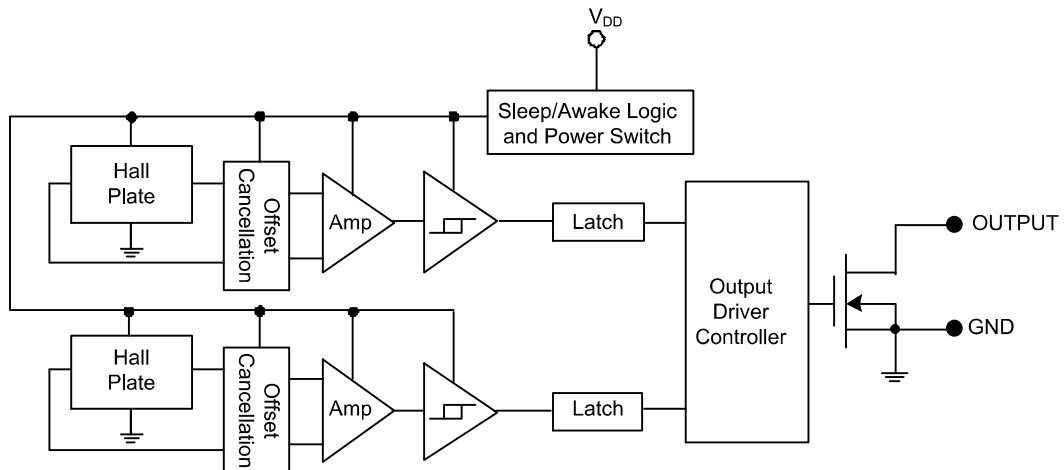 VDD
Sleep/Awake Logic
and Power Switch
Hall
Plate
Offset
Cancellation
Amp
Latch
OUTPUT
Output
Driver
Controller
GND
Hall
Plate
Offset
Cancellation
Amp
Latch